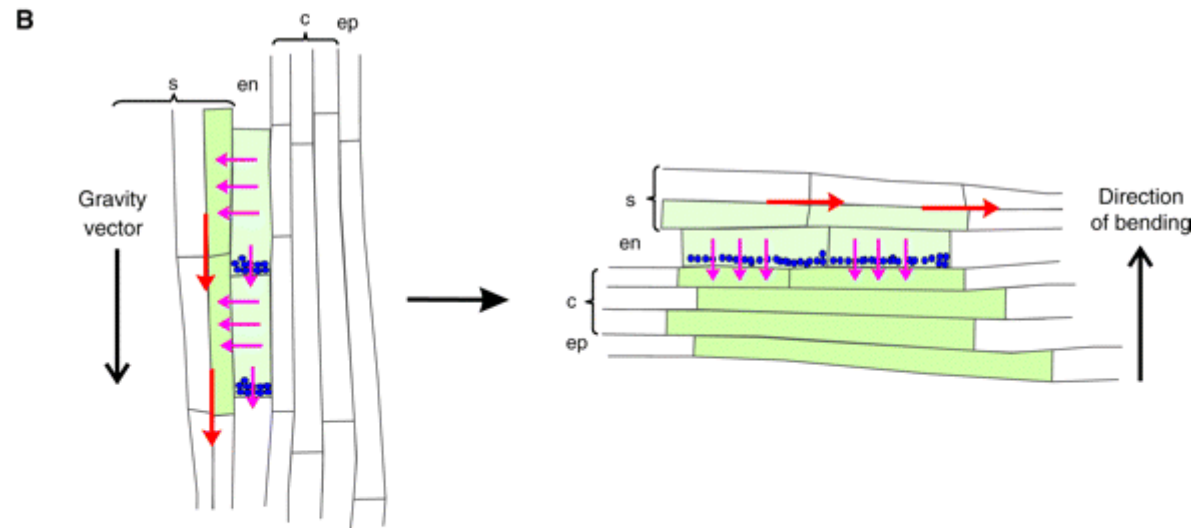 B
c
ep
s
en
Gravity
vector
s
en
c
ep
Direction
of bending